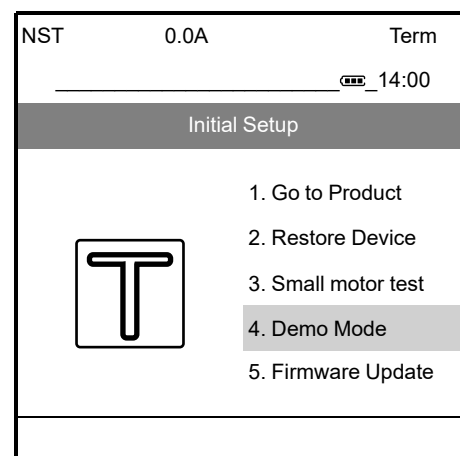 NST 0.0A Term
14:00
Initial Setup
1. Go to Product
2. Restore Device
3. Small motor test
4. Demo Mode
5. Firmware Update
T